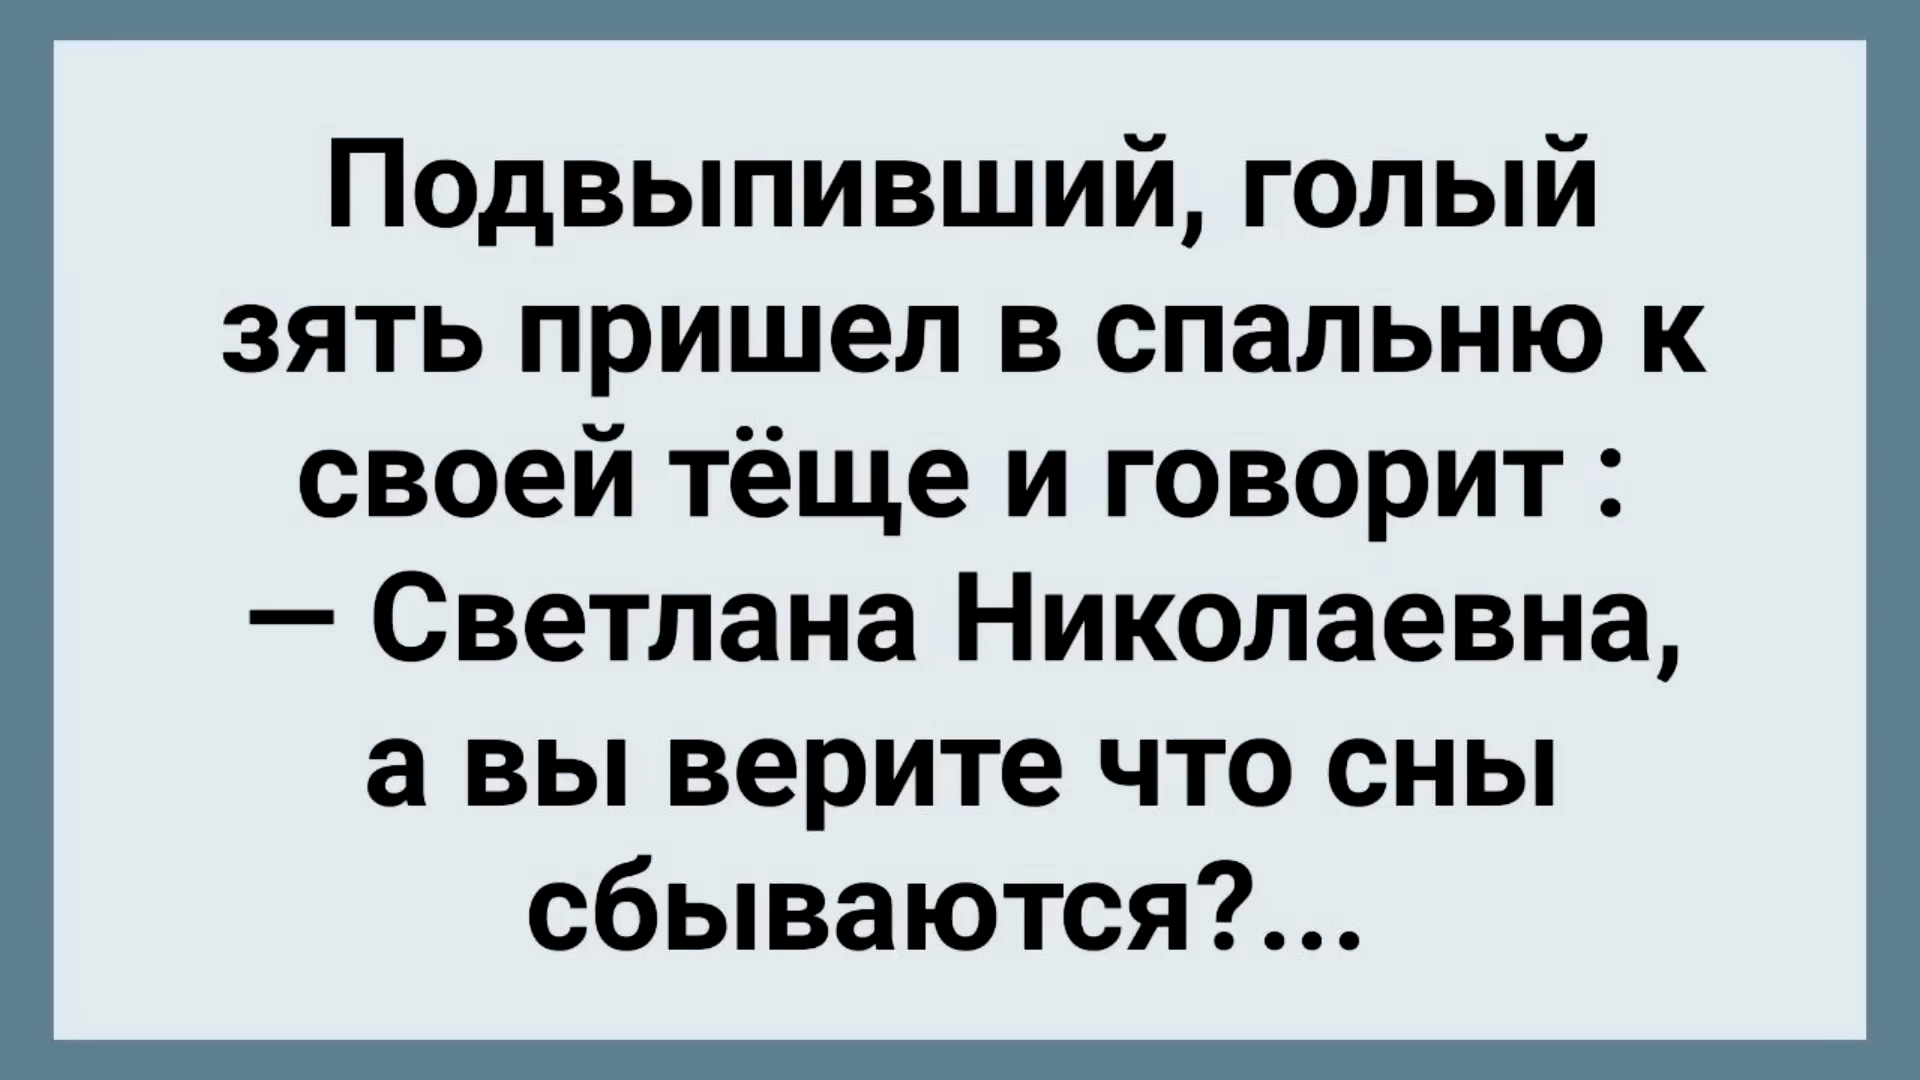 Подвыпивший, голый
зять пришел в спальню к
своей тёще и говорит :
— Светлана Николаевна,
а вы верите что сны
сбываются?...